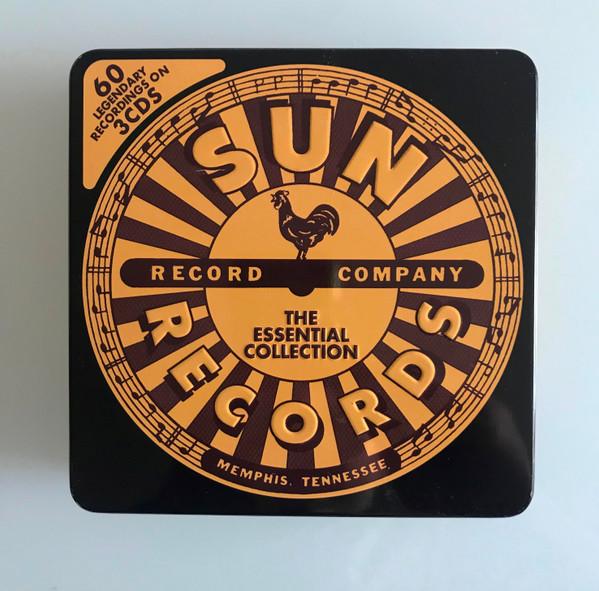 60
LEGENDARY
RECORDINGS ON
3CDS
SUN
RECORD COMPANY
THE
ESSENTIAL
COLLECTION
RECORDS
MEMPHIS, TENNESSEE.